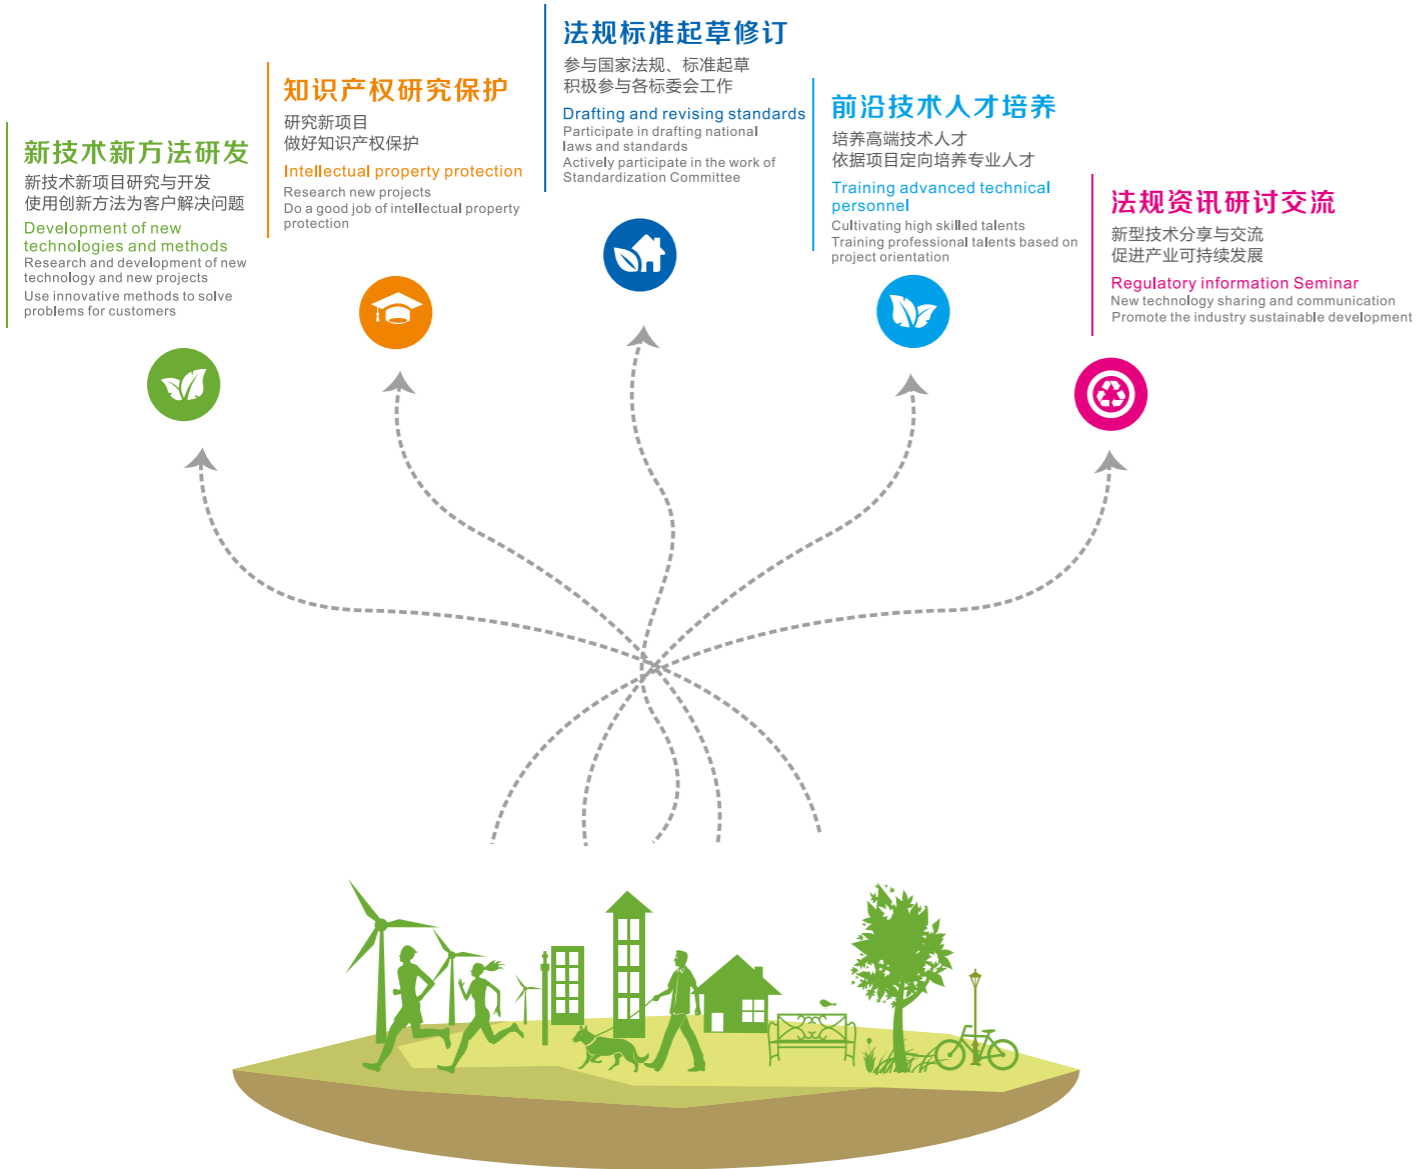 新技术新方法研发
新技术新项目研究与开发
使用创新方法为客户解决问题
Development of new
technologies and methods
Research and development of new
technology and new projects
Use innovative methods to solve
problems for customers
知识产权研究保护
研究新项目
做好知识产权保护
Intellectual property protection
Research new projects
Do a good job of intellectual property
protection
法规标准起草修订
参与国家法规、标准起草
积极参与各标委会工作
Drafting and revising standards
Participate in drafting national
laws and standards
Actively participate in the work of
Standardization Committee
前沿技术人才培养
培养高端技术人才
依据项目定向培养专业人才
Training advanced technical
personnel
Cultivating high skilled talents
Training professional talents based on
project orientation
法规资讯研讨交流
新型技术分享与交流
促进产业可持续发展
Regulatory information Seminar
New technology sharing and communication
Promote the industry sustainable development